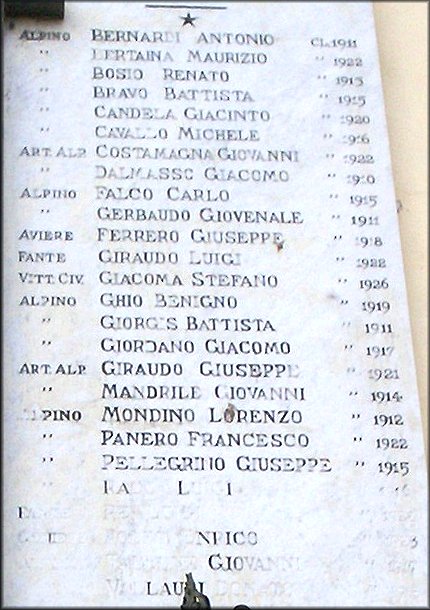 ALPINO BERNARDI ANTONIO CL. 1911
" BERTAINA MAURIZIO " 1922
" BOSIO RENATO " 1913
" BRAVO BATTISTA " 1915
" CANDELA GIACINTO " 1920
" CAVALLO MICHELE "
ART. ALP. COSTAMAGNA GIOVANNI " 1922
" DALMASSO GIACOMO "
ALPINO FALCO CARLO " 1915
" GERBAUDO GIOVENALE " 1911
AVIERE FERRERO GIUSEPPE " 1918
FANTE GIRAUDO LUIGI " 1922
VITT. CIV. GIACOMA STEFANO " 1926
ALPINO GHIO BENIGNO " 1919
" GIORGIS BATTISTA " 1911
" GIORDANO GIACOMO " 1917
ART. ALP. GIRAUDO GIUSEPPE " 1921
" MANDRILE GIOVANNI " 1914
ALPINO MONDINO LORENZO " 1912
" PANERO FRANCESCO " 1922
" PELLEGRINO GIUSEPPE " 1915
" LUIGI
ENRICO
GIOVANNI